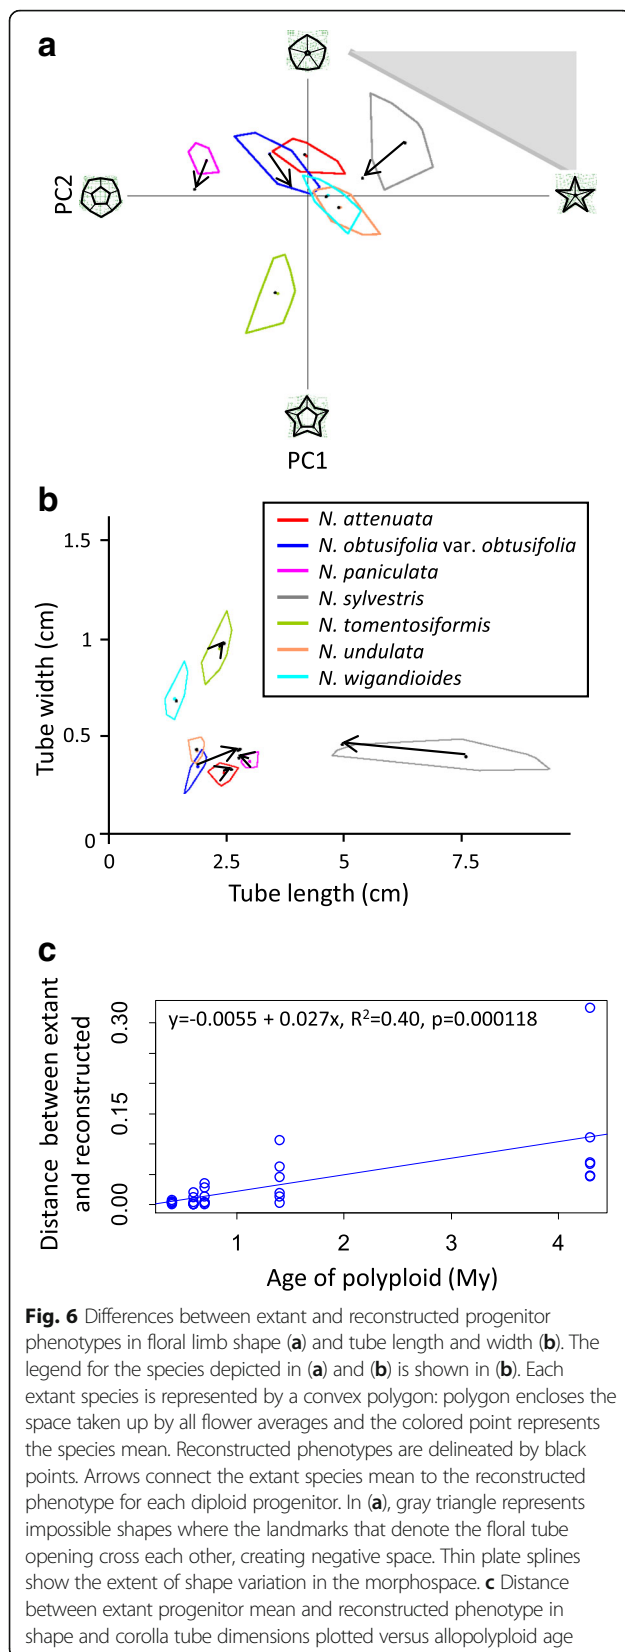 a
PC2
PC1
b
N. attenuata
N. obtusifolia var. obtusifolia
N. paniculata
N. sylvestris
N. tomentosiformis
N. undulata
N. wigandioides
1.5
1
0.5
0
Tube width (cm)
0
2.5
5
7.5
Tube length (cm)
c
y=-0.0055 + 0.027x, R²=0.40, p=0.000118
0.30
0.15
0.00
Distance between extant
and reconstructed
1
2
3
4
Age of polyploid (My)
Fig. 6 Differences between extant and reconstructed progenitor
phenotypes in floral limb shape (a) and tube length and width (b). The
legend for the species depicted in (a) and (b) is shown in (b). Each
extant species is represented by a convex polygon: polygon encloses the
space taken up by all flower averages and the colored point represents
the species mean. Reconstructed phenotypes are delineated by black
points. Arrows connect the extant species mean to the reconstructed
phenotype for each diploid progenitor. In (a), gray triangle represents
impossible shapes where the landmarks that denote the floral tube
opening cross each other, creating negative space. Thin plate splines
show the extent of shape variation in the morphospace. c Distance
between extant progenitor mean and reconstructed phenotype in
shape and corolla tube dimensions plotted versus allopolyploid age